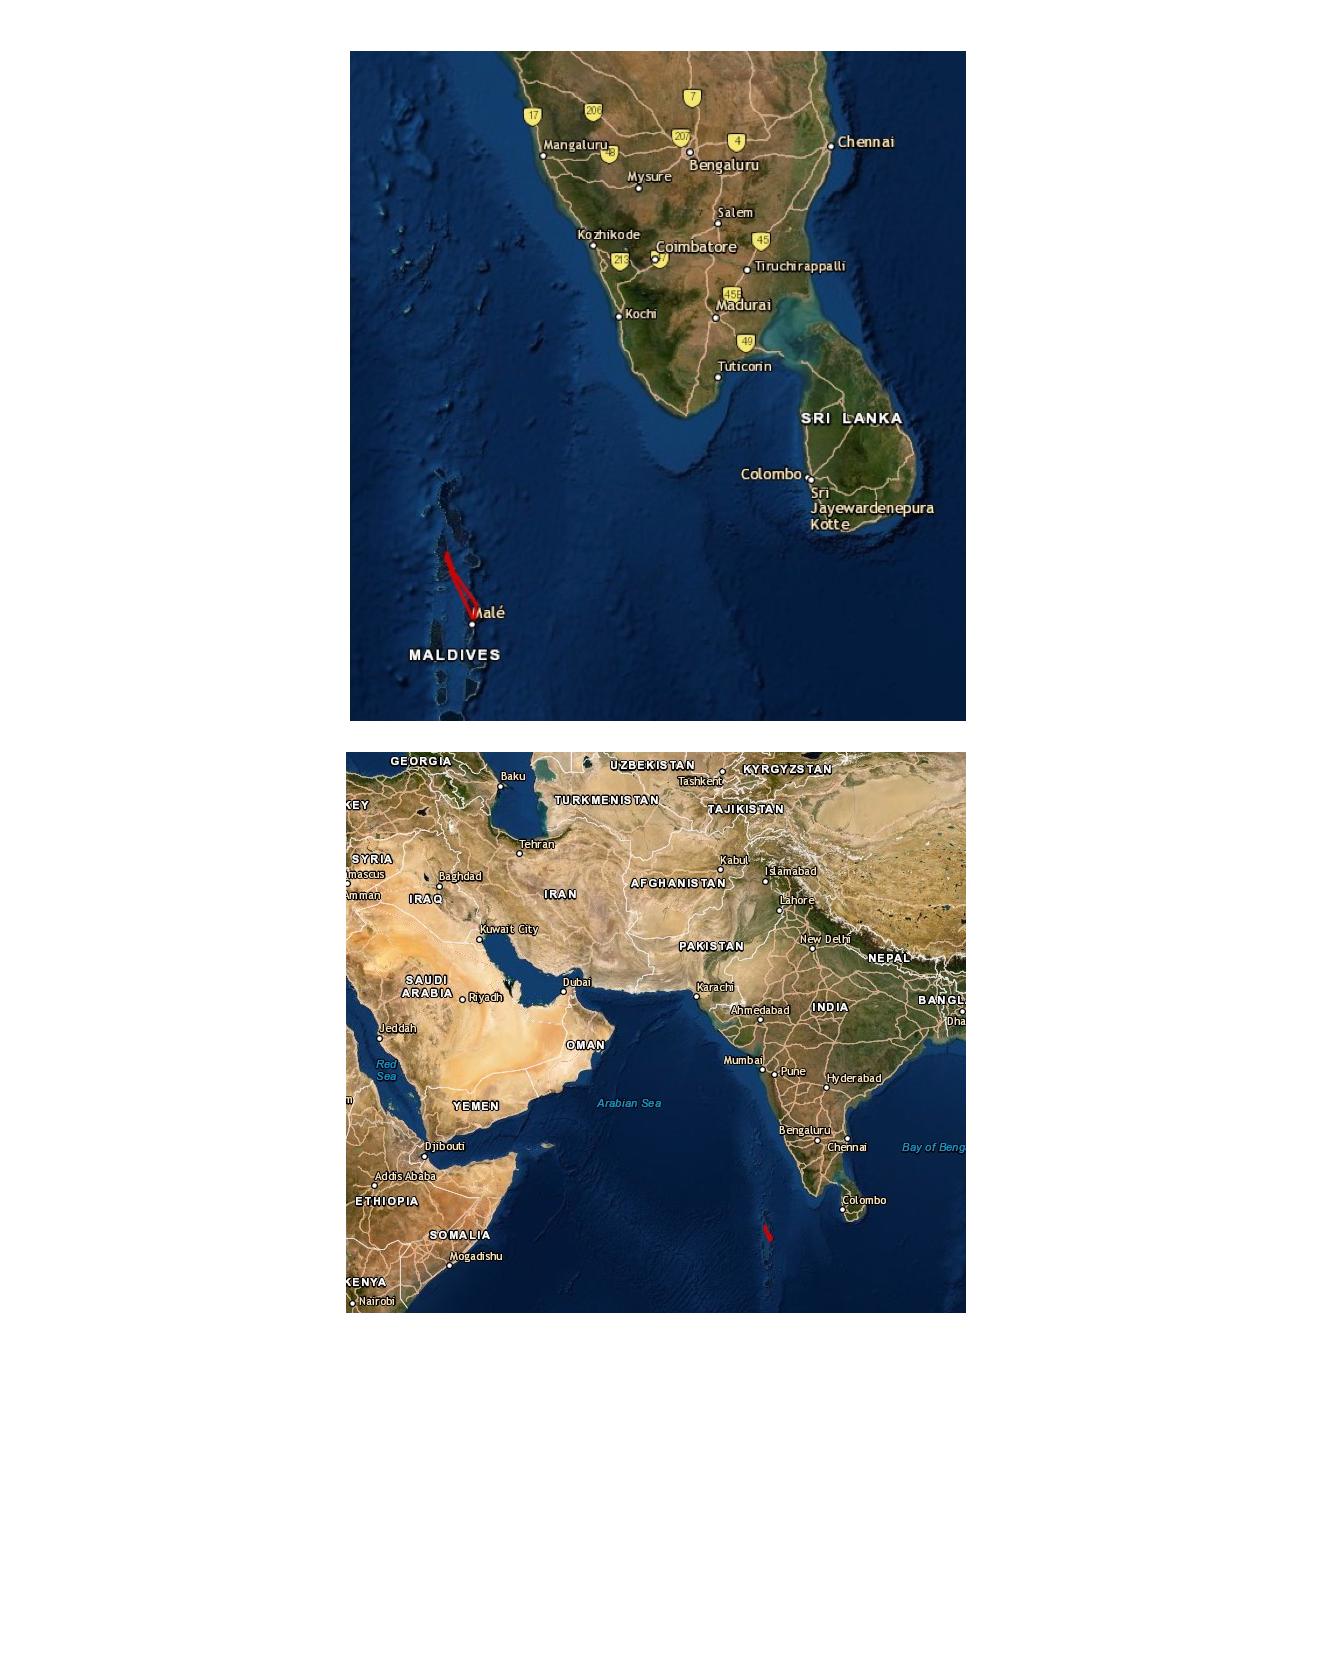 17
206
7
207
4
Mangaluru
48
Bengaluru
Chennai
Mysure
Salem
Kozhikode
Coimbatore
45
213
47
Tiruchirappalli
45B
Madurai
Kochi
49
Tuticorin
SRI LANKA
Colombo
Sri
Jayewardenepura
Kotte
Malé
MALDIVES
GEORGIA
Baku
UZBEKISTAN
Tashkent
KYRGYZSTAN
KEY
TURKMENISTAN
TAJIKISTAN
Tehran
SYRIA
mascus
Kabul
Islamabad
Baghdad
Amman
IRAQ
IRAN
AFGHANISTAN
Lahore
Kuwait City
PAKISTAN
New Delhi
NEPAL
SAUDI
ARABIA
Riyadh
Dubai
Karachi
Ahmedabad
INDIA
BANGL
Dha
Jeddah
OMAN
Red
Sea
Mumbai
Pune
Hyderabad
m
YEMEN
Arabian Sea
Bengaluru
Chennai
Bay of Beng
Djibouti
Addis Ababa
ETHIOPIA
Colombo
SOMALIA
Mogadishu
KENYA
Nairobi